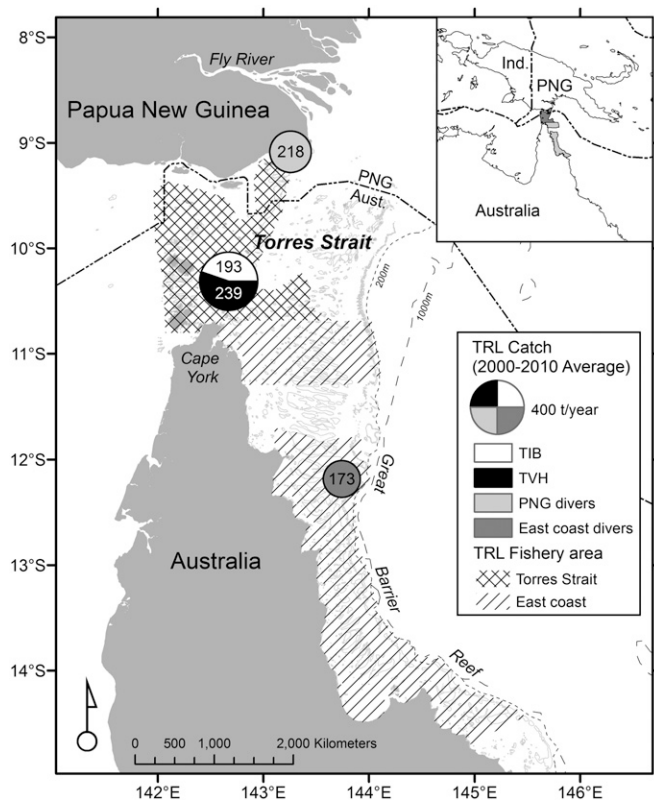 8°S
9°S
10°S
11°S
12°S
13°S
14°S
142°E
143°E
144°E
145°E
146°E
Fly River
Papua New Guinea
218
PNG
Aust.
Torres Strait
193
239
200m
1000m
Cape
York
173
Great
Barrier
Reef
Australia
0 500 1,000 2,000 Kilometers
Ind.
PNG
Australia
TRL Catch
(2000-2010 Average)
400 t/year
TIB
TVH
PNG divers
East coast divers
TRL Fishery area
Torres Strait
East coast